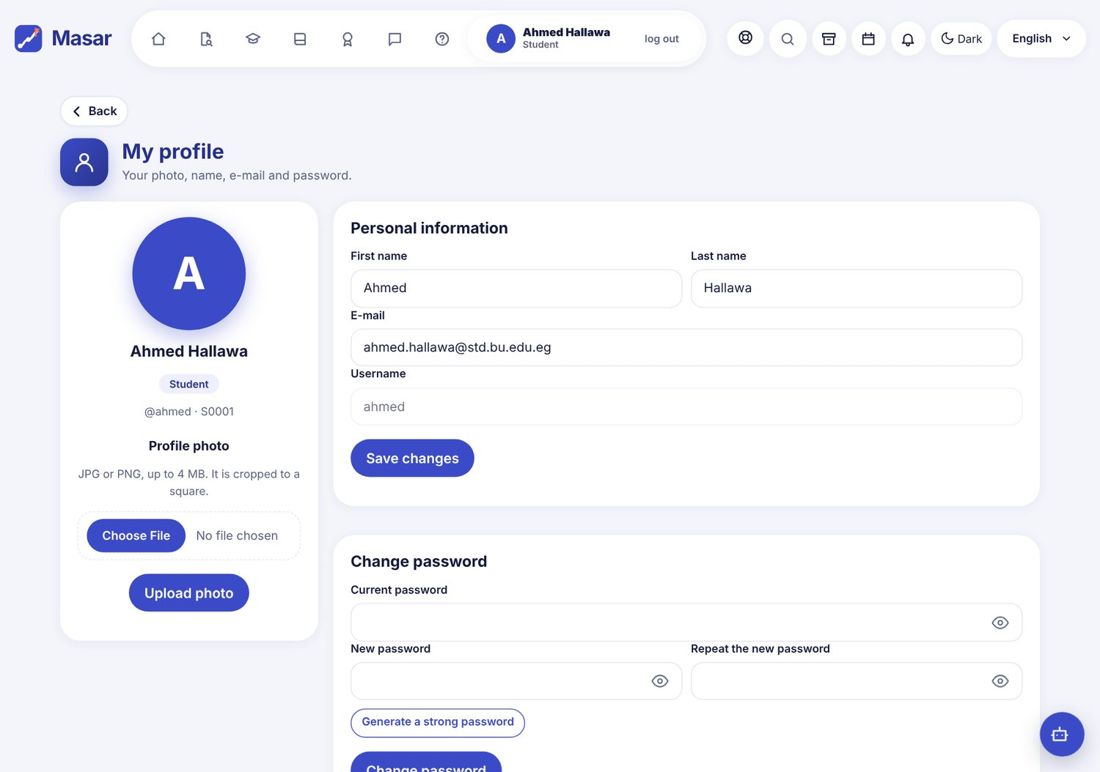 Masar
A
Ahmed Hallawa
Student
log out
Dark
English
Back
My profile
Your photo, name, e-mail and password.
A
Ahmed Hallawa
Student
@ahmed · S0001
Profile photo
JPG or PNG, up to 4 MB. It is cropped to a
square.
Choose File No file chosen
Upload photo
Personal information
First name
Ahmed
Last name
Hallawa
E-mail
ahmed.hallawa@std.bu.edu.eg
Username
ahmed
Save changes
Change password
Current password
New password
Repeat the new password
Generate a strong password
Change password